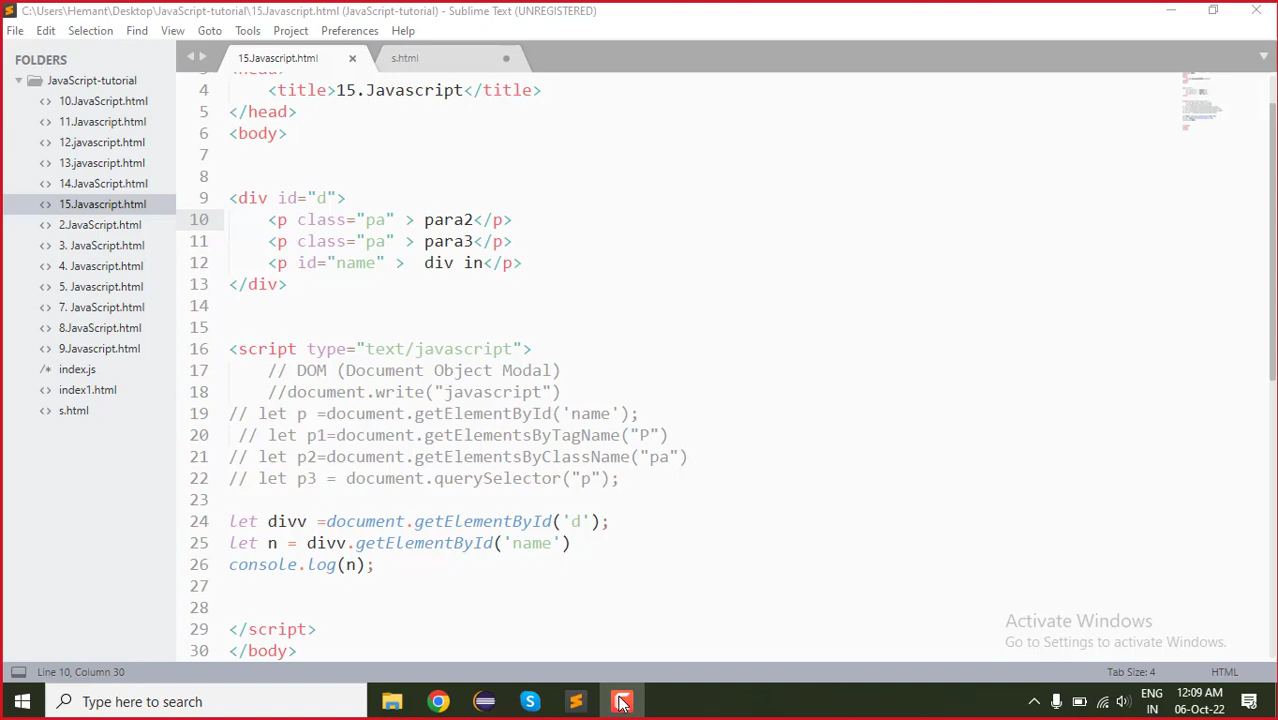 C:\Users\Hemant\Desktop\JavaScript-tutorial\15.Javascript.html (JavaScript-tutorial) - Sublime Text (UNREGISTERED)
File Edit Selection Find View Goto Tools Project Preferences Help
FOLDERS
JavaScript-tutorial
10.JavaScript.html
11.Javascript.html
12.javascript.html
13.javascript.html
14.JavaScript.html
15.Javascript.html
2.JavaScript.html
3. JavaScript.html
4. Javascript.html
5. Javascript.html
7. JavaScript.html
8.JavaScript.html
9.Javascript.html
index.js
index1.html
s.html
15.Javascript.html s.html
4 <title>15.Javascript</title>
5 </head>
6 <body>
7
8
9 <div id="d">
10 <p class="pa" > para2</p>
11 <p class="pa" > para3</p>
12 <p id="name" >  div in</p>
13 </div>
14
15
16 <script type="text/javascript">
17 // DOM (Document Object Modal)
18 //document.write("javascript")
19 // let p =document.getElementById('name');
20 // let p1=document.getElementsByTagName("P")
21 // let p2=document.getElementsByClassName("pa")
22 // let p3 = document.querySelector("p");
23
24 let divv =document.getElementById('d');
25 let n = divv.getElementById('name')
26 console.log(n);
27
28
29 </script>
30 </body>
Activate Windows
Go to Settings to activate Windows.
Line 10, Column 30 Tab Size: 4 HTML
Type here to search
ENG
IN
12:09 AM
06-Oct-22